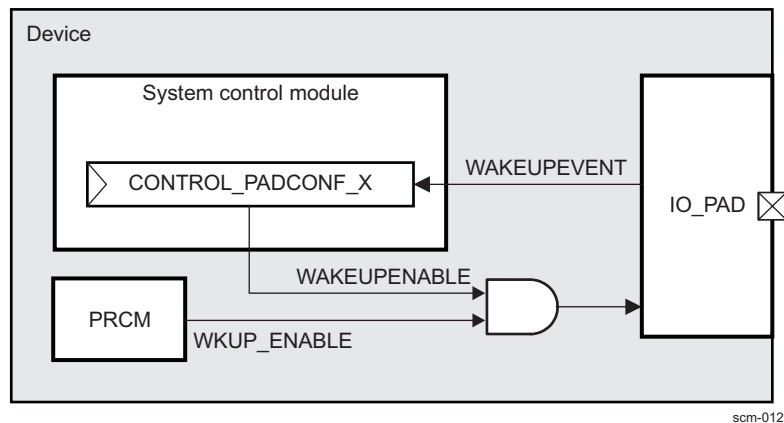 Device
System control module
CONTROL_PADCONF_X
WAKEUPEVENT
IO_PAD
WAKEUPENABLE
PRCM
WKUP_ENABLE
scm-012